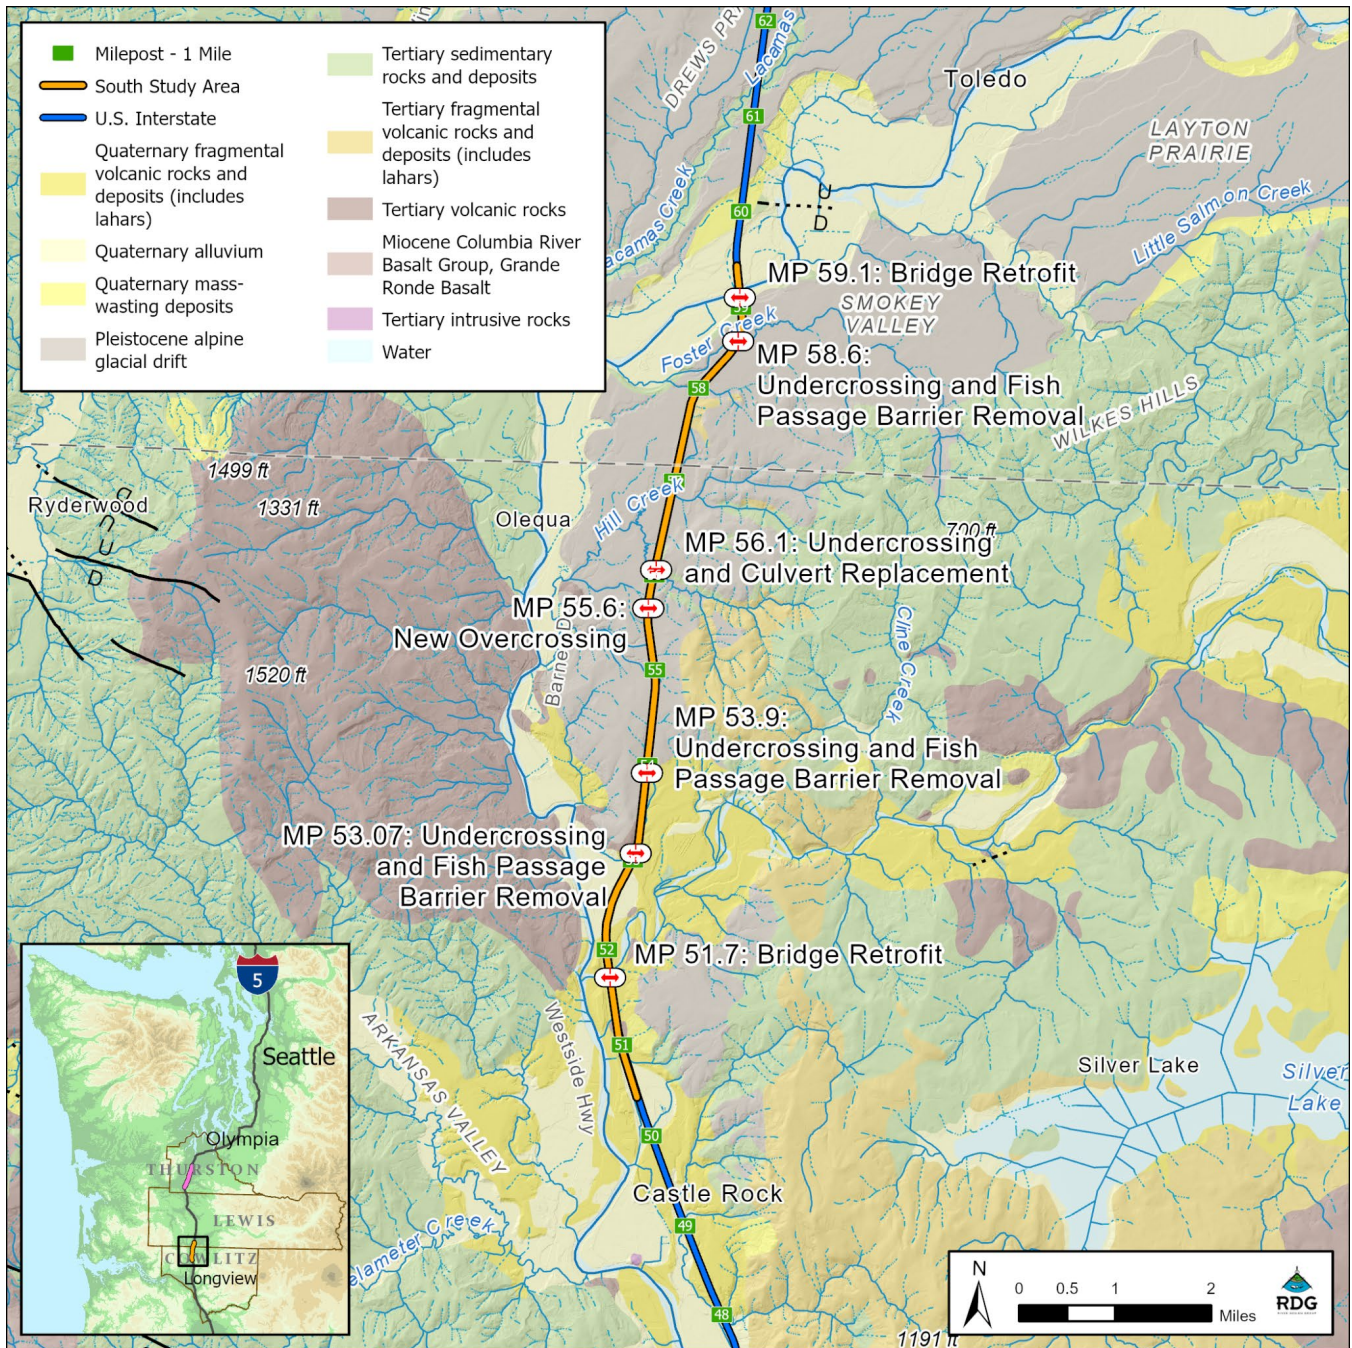 Milepost - 1 Mile
South Study Area
U.S. Interstate
Quaternary fragmental
volcanic rocks and
deposits (includes
lahars)
Quaternary alluvium
Quaternary mass-
wasting deposits
Pleistocene alpine
glacial drift
Tertiary sedimentary
rocks and deposits
Tertiary fragmental
volcanic rocks and
deposits (includes
lahars)
Tertiary volcanic rocks
Miocene Columbia River
Basalt Group, Grande
Ronde Basalt
Tertiary intrusive rocks
Water
62
Lacamas
DREWS PRA
Toledo
61
LAYTON
PRAIRIE
Lacamas Creek
60
U
D
Little Salmon Creek
MP 59.1: Bridge Retrofit
59
SMOKEY
VALLEY
Foster Creek
MP 58.6:
Undercrossing and Fish
Passage Barrier Removal
58
WILKES HILLS
1499 ft
Ryderwood
D
U
1331 ft
Olequa
Hill Creek
700 ft
U
D
MP 56.1: Undercrossing
and Culvert Replacement
MP 55.6:
New Overcrossing
Cline Creek
55
1520 ft
MP 53.9:
Undercrossing and Fish
Passage Barrier Removal
54
MP 53.07: Undercrossing
and Fish Passage
Barrier Removal
53
52
MP 51.7: Bridge Retrofit
51
Westside Hwy
ARKANSAS VALLEY
Silver Lake
Silver
Lake
50
Castle Rock
49
elameter Creek
48
1191 ft
5
Seattle
Olympia
THURSTON
LEWIS
COWLITZ
Longview
N
0 0.5 1 2
Miles
RDG